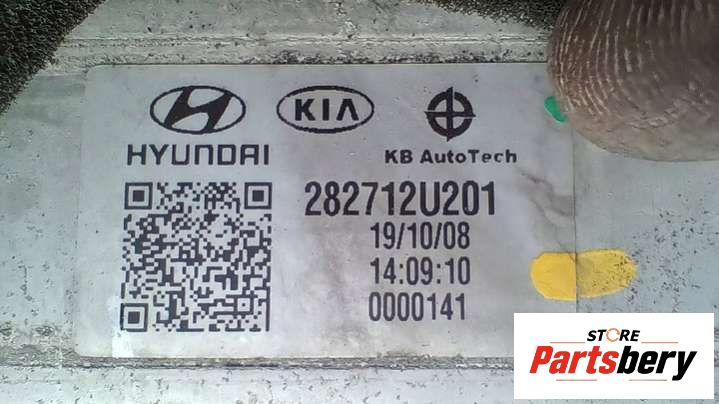 HYUNDAI
KIA
KB AutoTech
282712U201
19/10/08
14:09:10
0000141
STORE
Partsbery